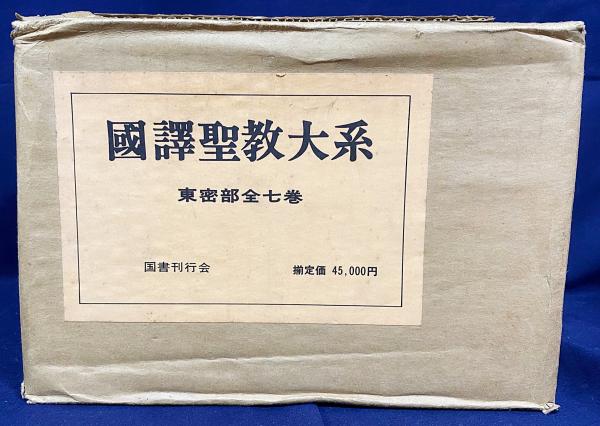 國譯聖教大系
東密部全七巻
国書刊行会 揃定価 45,000円